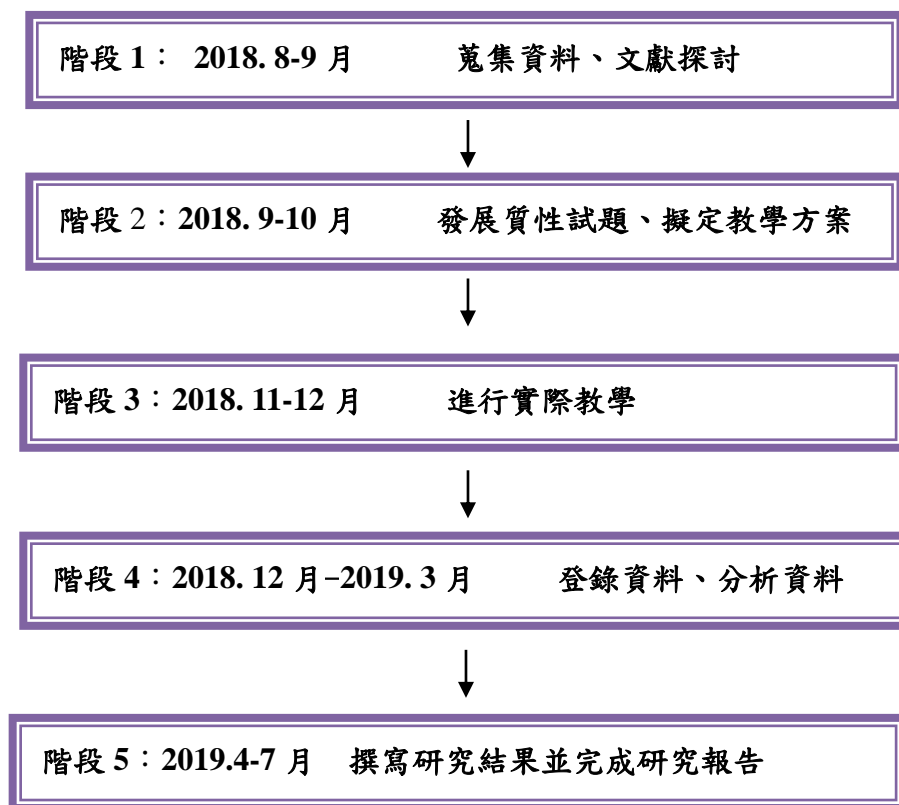 階段 1： 2018. 8-9 月 蒐集資料、文獻探討
階段 2：2018. 9-10 月 發展質性試題、擬定教學方案
階段 3：2018. 11-12 月 進行實際教學
階段 4：2018. 12 月-2019. 3 月 登錄資料、分析資料
階段 5：2019.4-7 月 撰寫研究結果並完成研究報告